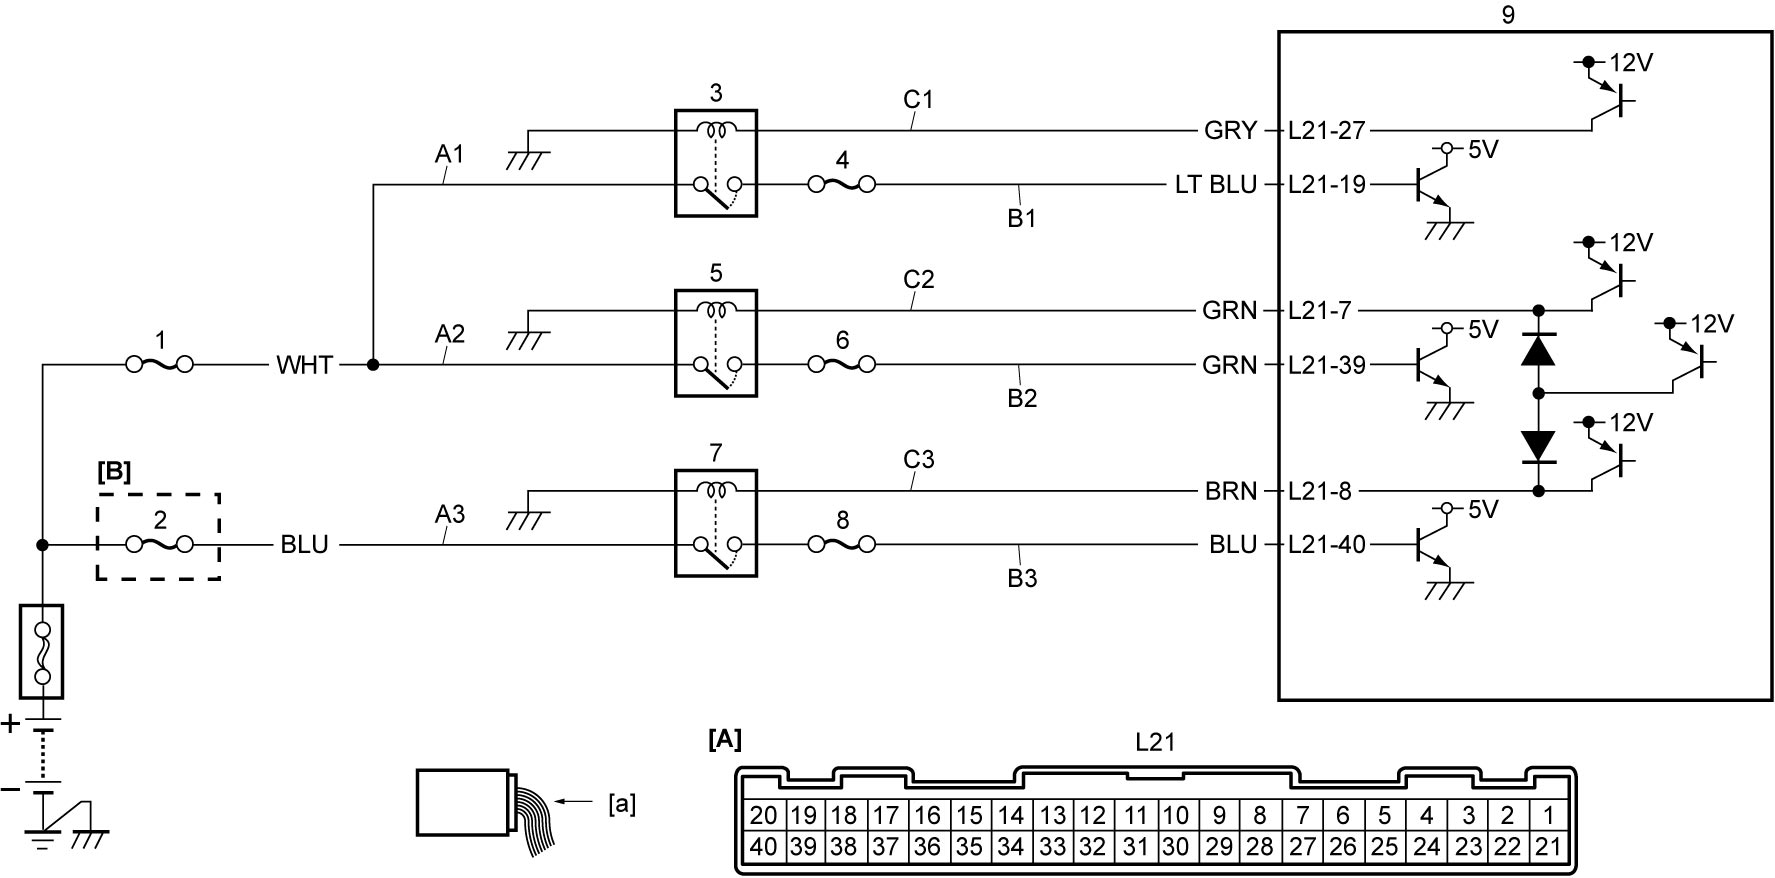 9
12V
3
C1
GRY L21-27
A1
4
5V
LT BLU L21-19
B1
12V
5
C2
GRN L21-7
A2
6
5V
12V
1
WHT
GRN L21-39
B2
12V
7
C3
[B]
BRN L21-8
2
A3
8
5V
BLU
BLU L21-40
B3
+
−
[a]
[A]
L21
20 19 18 17 16 15 14 13 12 11 10 9 8 7 6 5 4 3 2 1
40 39 38 37 36 35 34 33 32 31 30 29 28 27 26 25 24 23 22 21